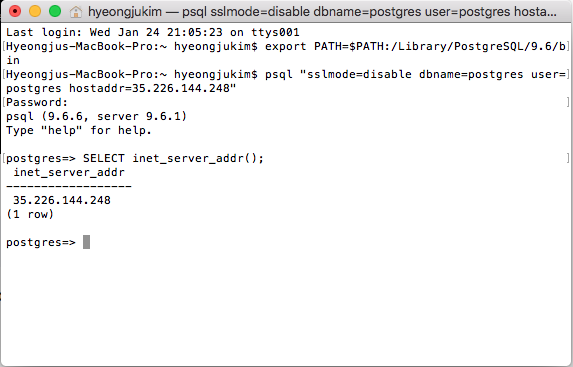 hyeongjukim — psql sslmode=disable dbname=postgres user=postgres hosta...
Last login: Wed Jan 24 21:05:23 on ttys001
[Hyeongjus-MacBook-Pro:~ hyeongjukim$ export PATH=$PATH:/Library/PostgreSQL/9.6/b]
in
[Hyeongjus-MacBook-Pro:~ hyeongjukim$ psql "sslmode=disable dbname=postgres user=]
postgres hostaddr=35.226.144.248"
[Password: ]
psql (9.6.6, server 9.6.1)
Type "help" for help.
[postgres=> SELECT inet_server_addr(); ]
inet_server_addr
------------------
35.226.144.248
(1 row)
postgres=>